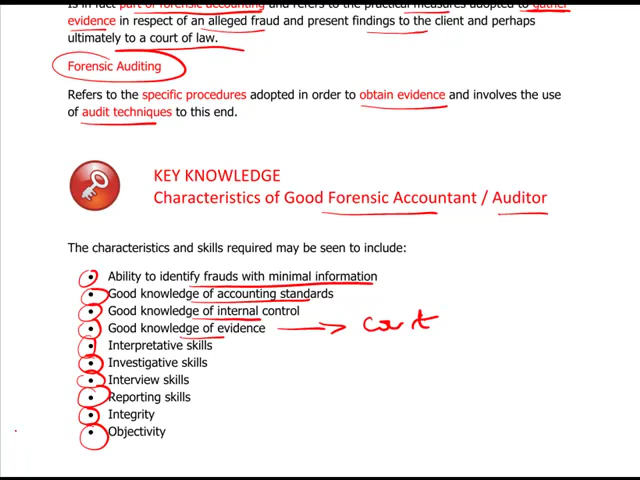 is in fact part of forensic accounting and refers to the practical measures adopted to gather
evidence in respect of an alleged fraud and present findings to the client and perhaps
ultimately to a court of law.
Forensic Auditing
Refers to the specific procedures adopted in order to obtain evidence and involves the use
of audit techniques to this end.
KEY KNOWLEDGE
Characteristics of Good Forensic Accountant / Auditor
The characteristics and skills required may be seen to include:
• Ability to identify frauds with minimal information
• Good knowledge of accounting standards
• Good knowledge of internal control
• Good knowledge of evidence → court
• Interpretative skills
• Investigative skills
• Interview skills
• Reporting skills
• Integrity
• Objectivity